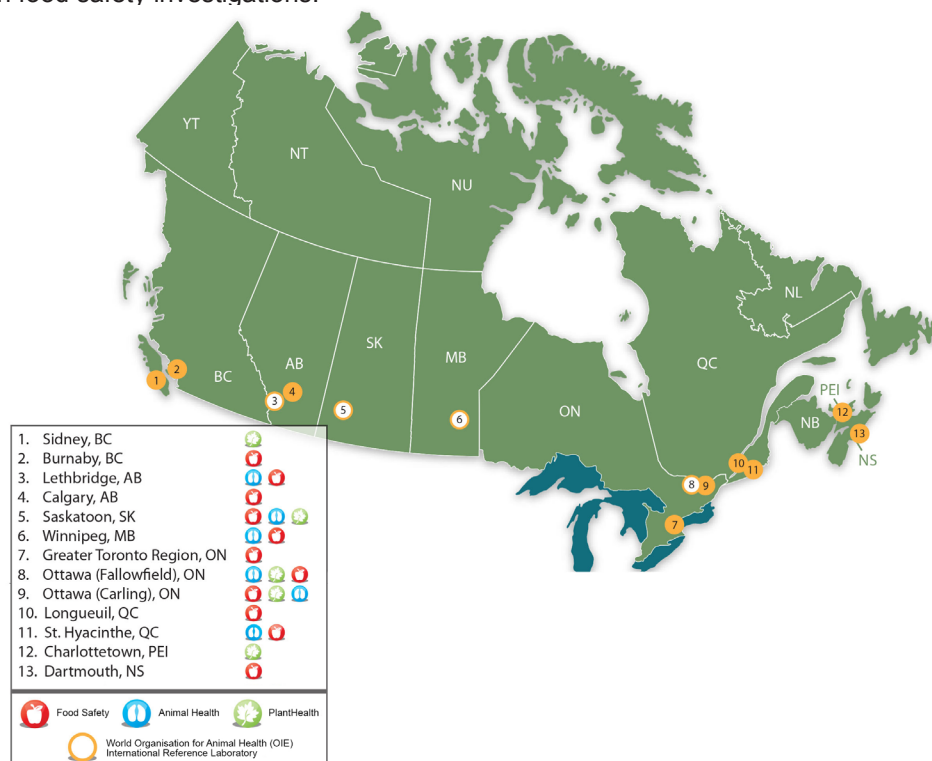 food safety investigations.
YT
NT
NU
NL
BC
AB
SK
MB
ON
QC
PEI
NB
NS
1
2
3
4
5
6
7
8
9
10
11
12
13
1. Sidney, BC
2. Burnaby, BC
3. Lethbridge, AB
4. Calgary, AB
5. Saskatoon, SK
6. Winnipeg, MB
7. Greater Toronto Region, ON
8. Ottawa (Fallowfield), ON
9. Ottawa (Carling), ON
10. Longueuil, QC
11. St. Hyacinthe, QC
12. Charlottetown, PEI
13. Dartmouth, NS
Food Safety Animal Health PlantHealth
World Organisation for Animal Health (OIE)
International Reference Laboratory